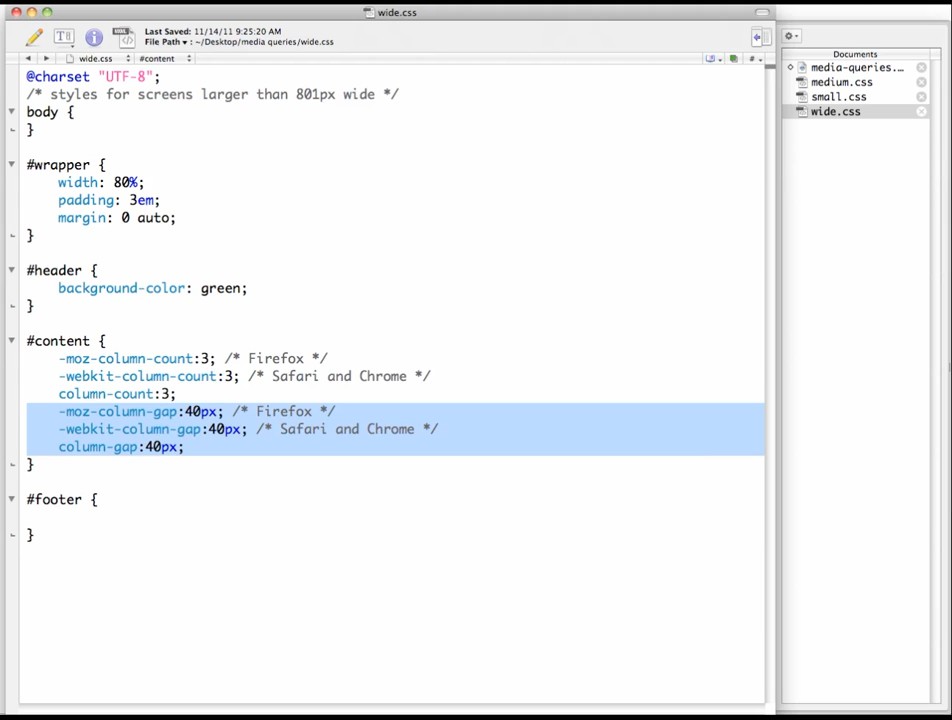 wide.css
Last Saved: 11/14/11 9:25:20 AM
File Path ▾ : ~/Desktop/media queries/wide.css
wide.css
#content
Documents
media-queries....
medium.css
small.css
wide.css
@charset "UTF-8";
/* styles for screens larger than 801px wide */
body {
}
#wrapper {
width: 80%;
padding: 3em;
margin: 0 auto;
}
#header {
background-color: green;
}
#content {
-moz-column-count:3; /* Firefox */
-webkit-column-count:3; /* Safari and Chrome */
column-count:3;
-moz-column-gap:40px; /* Firefox */
-webkit-column-gap:40px; /* Safari and Chrome */
column-gap:40px;
}
#footer {
}